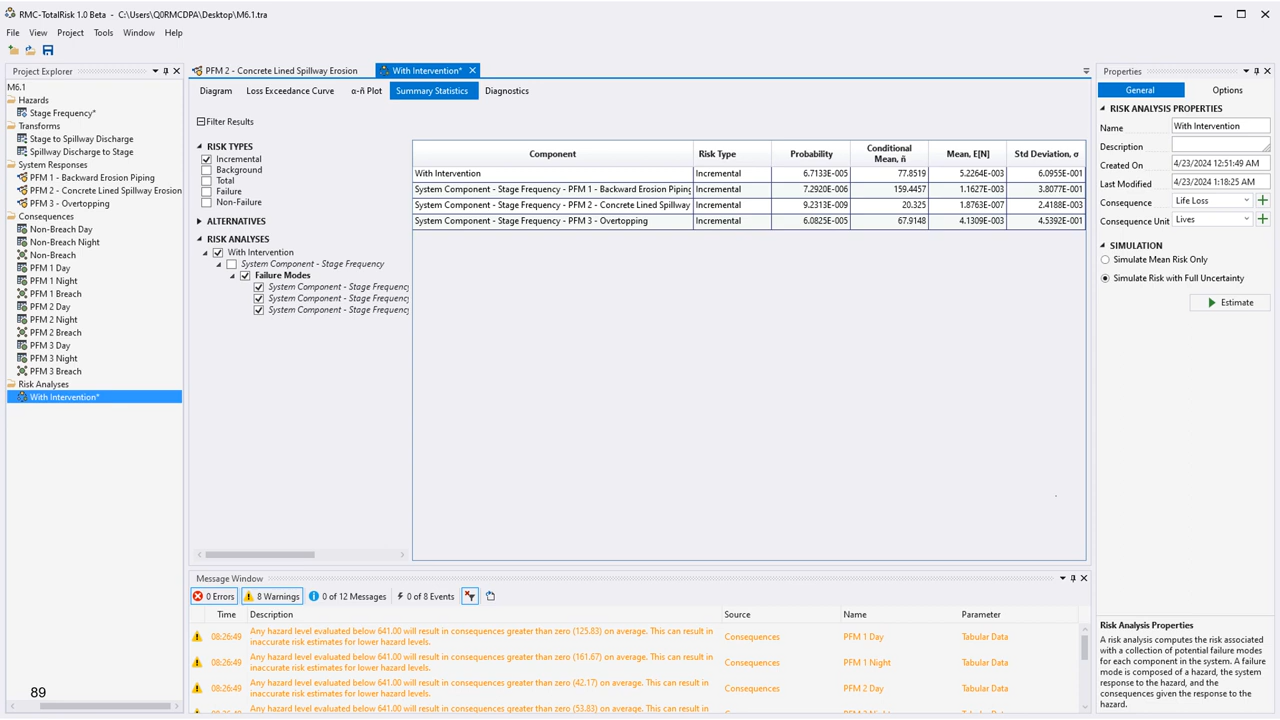 RMC-TotalRisk 1.0 Beta - C:\Users\Q0RMCDPA\Desktop\M6.1.tra
File View Project Tools Window Help
Project Explorer
M6.1
Hazards
Stage Frequency*
Transforms
Stage to Spillway Discharge
Spillway Discharge to Stage
System Responses
PFM 1 - Backward Erosion Piping
PFM 2 - Concrete Lined Spillway Erosion
PFM 3 - Overtopping
Consequences
Non-Breach Day
Non-Breach Night
Non-Breach
PFM 1 Day
PFM 1 Night
PFM 1 Breach
PFM 2 Day
PFM 2 Night
PFM 2 Breach
PFM 3 Day
PFM 3 Night
PFM 3 Breach
Risk Analyses
With Intervention*
89
PFM 2 - Concrete Lined Spillway Erosion With Intervention*
Diagram Loss Exceedance Curve α-ñ Plot Summary Statistics Diagnostics
Filter Results
RISK TYPES
Incremental
Background
Total
Failure
Non-Failure
ALTERNATIVES
RISK ANALYSES
With Intervention
System Component - Stage Frequency
Failure Modes
System Component - Stage Frequency
System Component - Stage Frequency
System Component - Stage Frequency
Component Risk Type Probability Conditional Mean, ñ Mean, E[N] Std Deviation, σ
With Intervention Incremental 6.7133E-005 77.8519 5.2264E-003 6.0955E-001
System Component - Stage Frequency - PFM 1 - Backward Erosion Piping Incremental 7.2920E-006 159.4457 1.1627E-003 3.8077E-001
System Component - Stage Frequency - PFM 2 - Concrete Lined Spillway Incremental 9.2313E-009 20.325 1.8763E-007 2.4188E-003
System Component - Stage Frequency - PFM 3 - Overtopping Incremental 6.0825E-005 67.9148 4.1309E-003 4.5392E-001
Message Window
0 Errors 8 Warnings 0 of 12 Messages 0 of 8 Events
Time Description Source Name Parameter
08:26:49 Any hazard level evaluated below 641.00 will result in consequences greater than zero (125.83) on average. This can result in Consequences PFM 1 Day Tabular Data
inaccurate risk estimates for lower hazard levels.
08:26:49 Any hazard level evaluated below 641.00 will result in consequences greater than zero (161.67) on average. This can result in Consequences PFM 1 Night Tabular Data
inaccurate risk estimates for lower hazard levels.
08:26:49 Any hazard level evaluated below 641.00 will result in consequences greater than zero (42.17) on average. This can result in Consequences PFM 2 Day Tabular Data
inaccurate risk estimates for lower hazard levels.
Any hazard level evaluated below 641.00 will result in consequences greater than zero (53.83) on average. This can result in
Properties
General Options
RISK ANALYSIS PROPERTIES
Name With Intervention
Description
Created On 4/23/2024 12:51:49 AM
Last Modified 4/23/2024 1:18:25 AM
Consequence Life Loss
Consequence Unit Lives
SIMULATION
Simulate Mean Risk Only
Simulate Risk with Full Uncertainty
Estimate
Risk Analysis Properties
A risk analysis computes the risk associated
with a collection of potential failure modes
for each component in the system. A failure
mode is composed of a hazard, the system
response to the hazard, and the
consequences given the response to the
hazard.